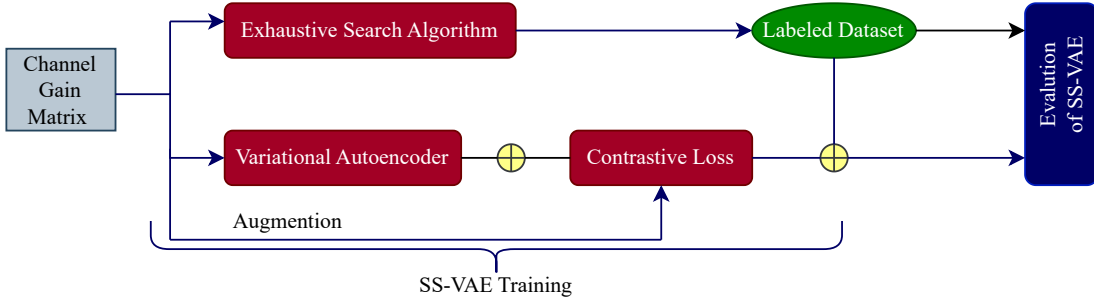 Channel
Gain
Matrix
Exhaustive Search Algorithm
Labeled Dataset
Variational Autoencoder
Contrastive Loss
Evalution
of SS-VAE
Augmention
SS-VAE Training